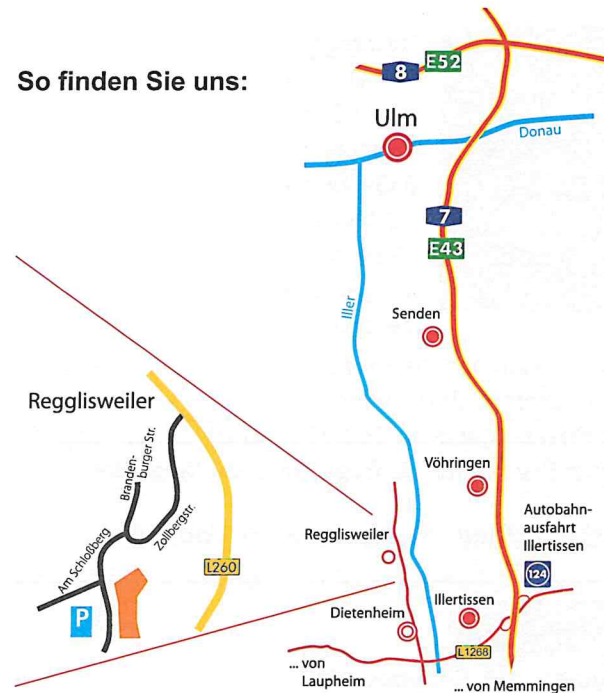 So finden Sie uns:
8
E52
Ulm
Donau
7
E43
Iller
Senden
Regglisweiler
Branden-
burger Str.
Zollbergstr.
Am Schloßberg
L260
P
Vöhringen
Autobahn-
ausfahrt
Illertissen
124
Regglisweiler
Dietenheim
Illertissen
L1268
... von
Laupheim
... von Memmingen